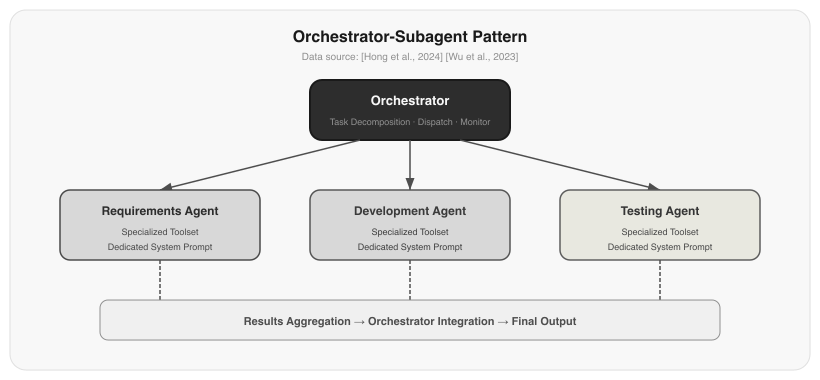 Orchestrator-Subagent Pattern
Data source: [Hong et al., 2024] [Wu et al., 2023]
Orchestrator
Task Decomposition · Dispatch · Monitor
Requirements Agent
Specialized Toolset
Dedicated System Prompt
Development Agent
Specialized Toolset
Dedicated System Prompt
Testing Agent
Specialized Toolset
Dedicated System Prompt
Results Aggregation → Orchestrator Integration → Final Output